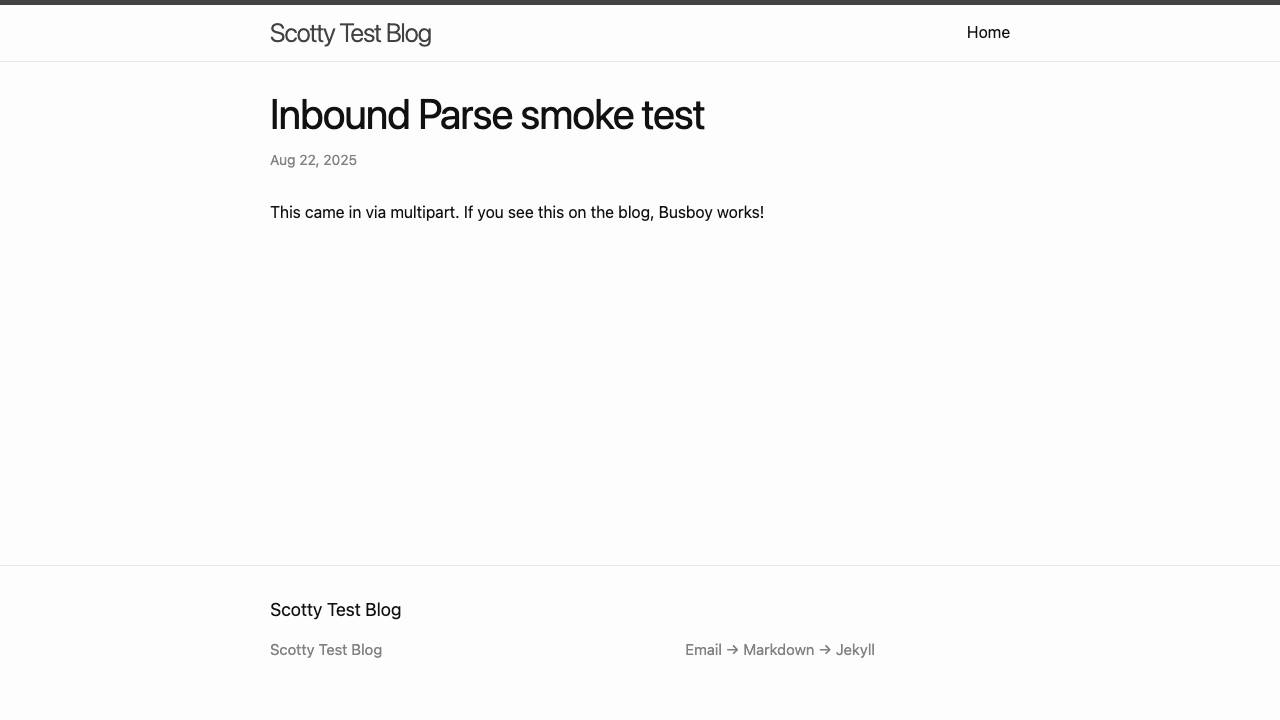 Scotty Test Blog
Home
Inbound Parse smoke test
Aug 22, 2025
This came in via multipart. If you see this on the blog, Busboy works!
Scotty Test Blog
Scotty Test Blog
Email → Markdown → Jekyll